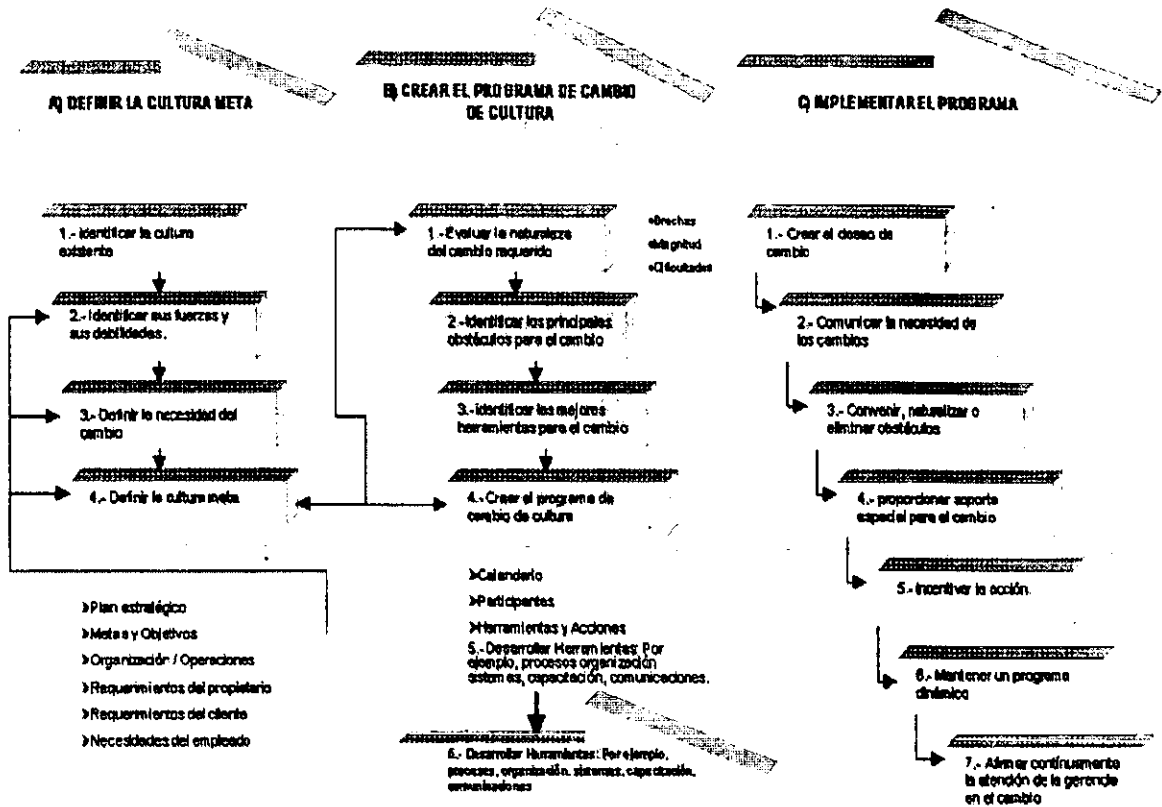 A) DEFINIR LA CULTURA META
1.- Identificar la cultura
existente
2.- Identificar sus fuerzas y
sus debilidades.
3.- Definir la necesidad del
cambio
4.- Definir la cultura meta
➤Plan estratégico
➤Metas y Objetivos
➤Organización / Operaciones
➤Requerimientos del propietario
➤Requerimientos del cliente
➤Necesidades del empleado
B) CREAR EL PROGRAMA DE CAMBIO
DE CULTURA
1.- Evaluar la naturaleza
del cambio requerido
•Brechas
•Magnitud
•Dificultades
2.-Identificar los principales
obstáculos para el cambio
3.-Identificar las mejores
herramientas para el cambio
4.- Crear el programa de
cambio de cultura
➤Calendario
➤Participantes
➤Herramientas y Acciones
5.-Desarrollar Herramientas: Por
ejemplo, procesos organización
sistemas, capacitación, comunicaciones.
6.- Desarrollar Herramientas: Por ejemplo,
procesos, organización, sistemas, capacitación,
comunicaciones
C) IMPLEMENTAR EL PROGRAMA
1.- Crear el deseo de
cambio
2.- Comunicar la necesidad de
los cambios
3.- Convenir, naturalizar o
eliminar obstáculos
4.- proporcionar soporte
especial para el cambio
5.- Incentivar la acción.
6.- Mantener un programa
dinámico
7.- Afirmar continuamente
la atención de la gerencia
en el cambio